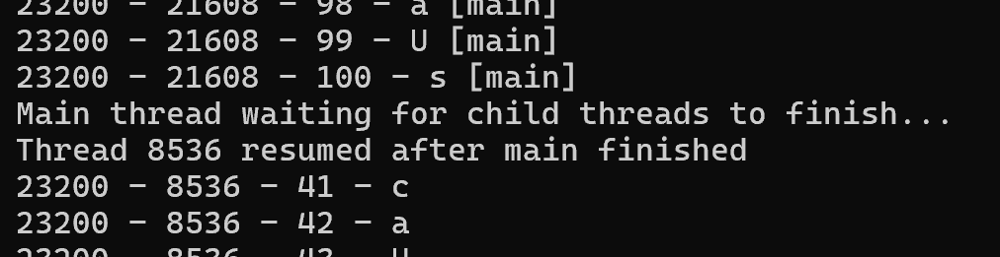 23200 - 21608 - 98 - a [main]
23200 - 21608 - 99 - U [main]
23200 - 21608 - 100 - s [main]
Main thread waiting for child threads to finish...
Thread 8536 resumed after main finished
23200 - 8536 - 41 - c
23200 - 8536 - 42 - a
23200 - 8536 - 43 -